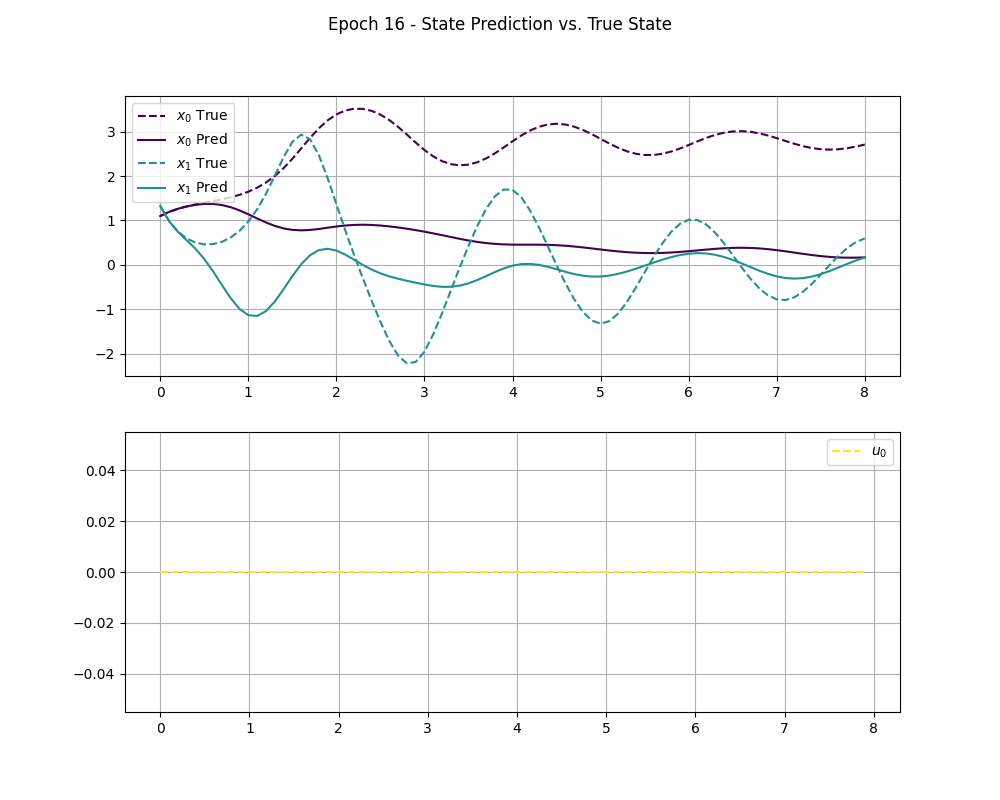 Epoch 16 - State Prediction vs. True State
x₀ True
x₀ Pred
x₁ True
x₁ Pred
3
2
1
0
−1
−2
0 1 2 3 4 5 6 7 8
u₀
0.04
0.02
0.00
−0.02
−0.04
0 1 2 3 4 5 6 7 8